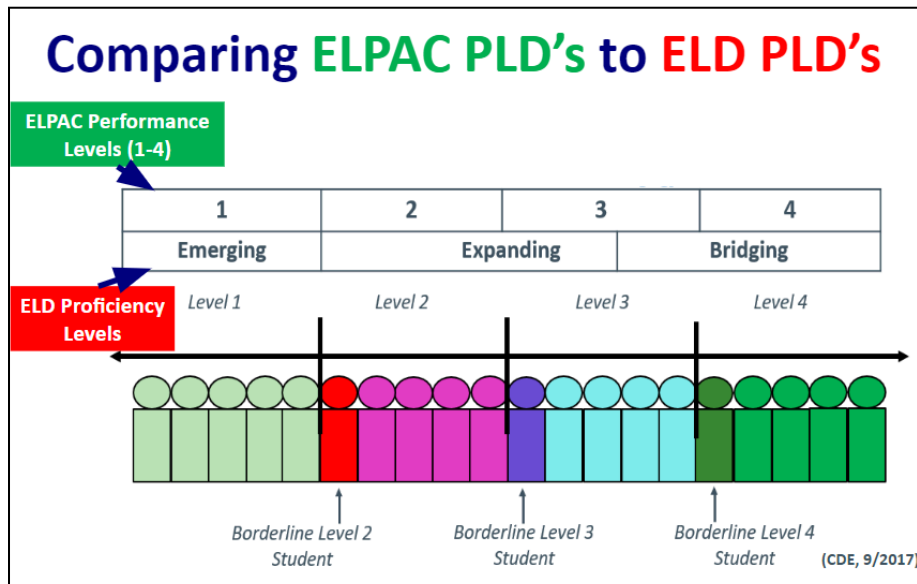 Comparing ELPAC PLD's to ELD PLD's
ELPAC Performance
Levels (1-4)
1 2 3 4
Emerging Expanding Bridging
ELD Proficiency
Levels
Level 1 Level 2 Level 3 Level 4
Borderline Level 2
Student
Borderline Level 3
Student
Borderline Level 4
Student
(CDE, 9/2017)